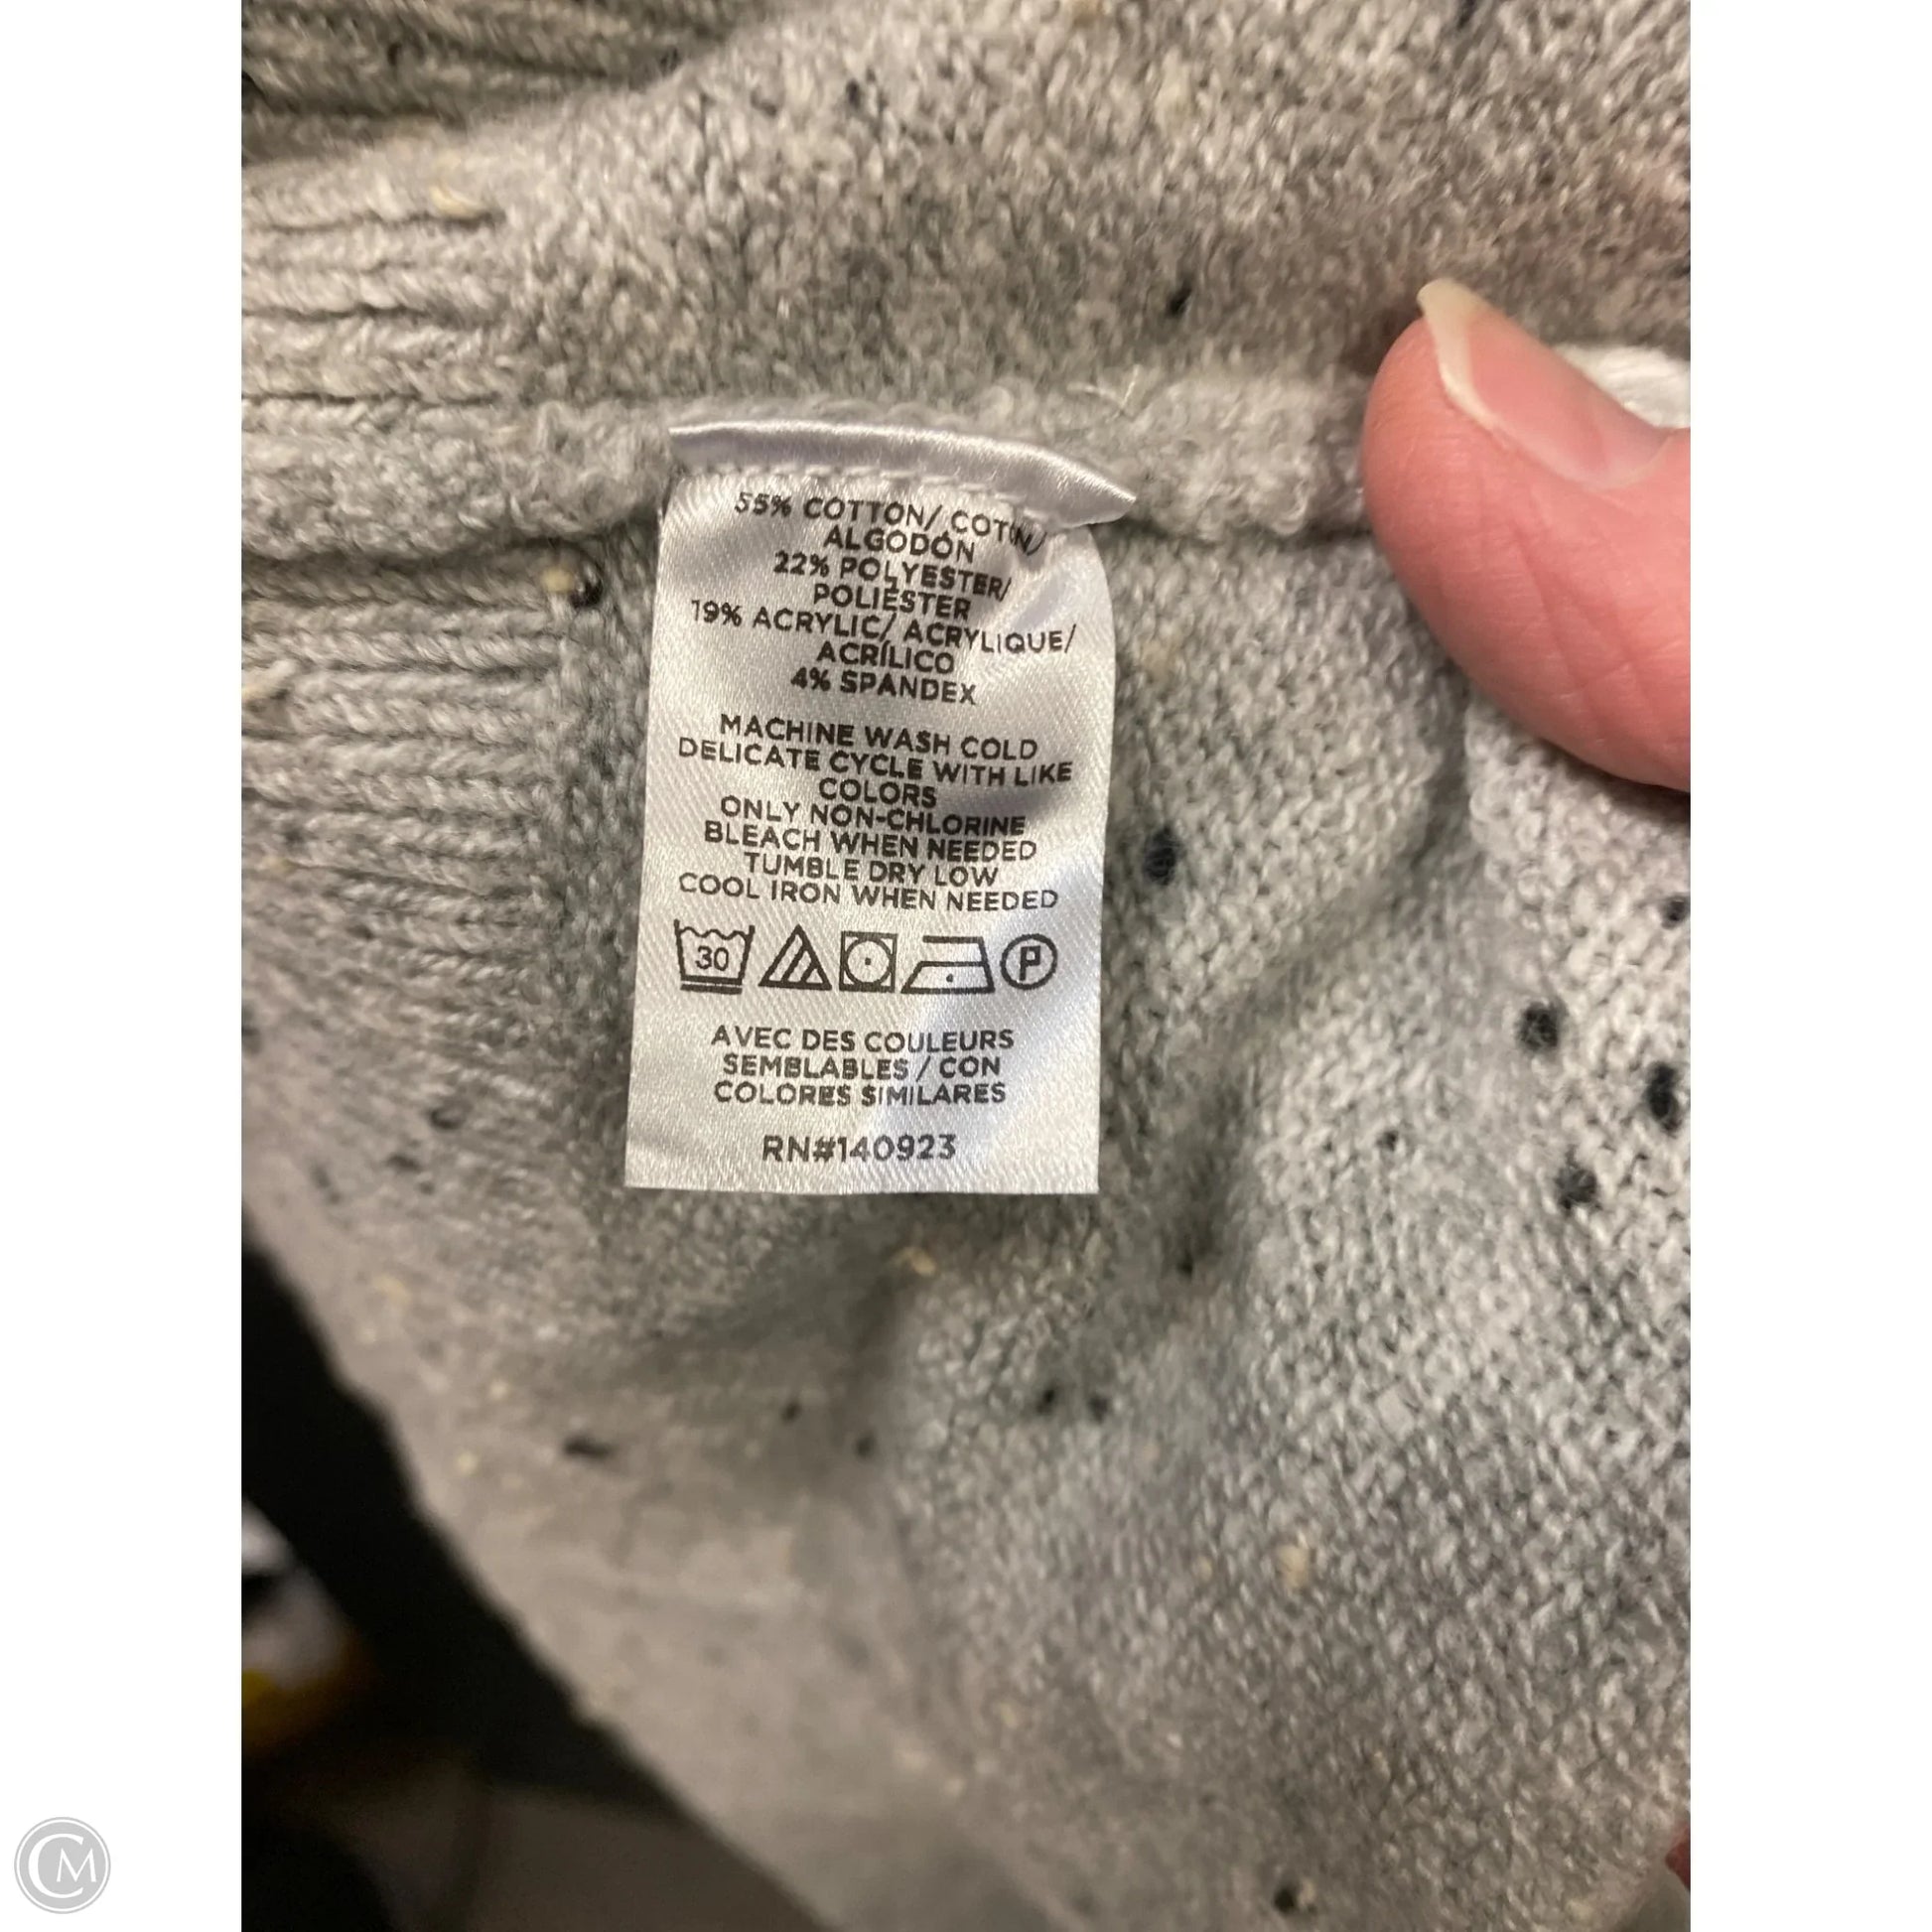 55% COTTON/ COTON/
ALGODÓN
22% POLYESTER/
POLIÉSTER
19% ACRYLIC/ ACRYLIQUE/
ACRÍLICO
4% SPANDEX
MACHINE WASH COLD
DELICATE CYCLE WITH LIKE
COLORS
ONLY NON-CHLORINE
BLEACH WHEN NEEDED
TUMBLE DRY LOW
COOL IRON WHEN NEEDED
30 P
AVEC DES COULEURS
SEMBLABLES / CON
COLORES SIMILARES
RN#140923
CM